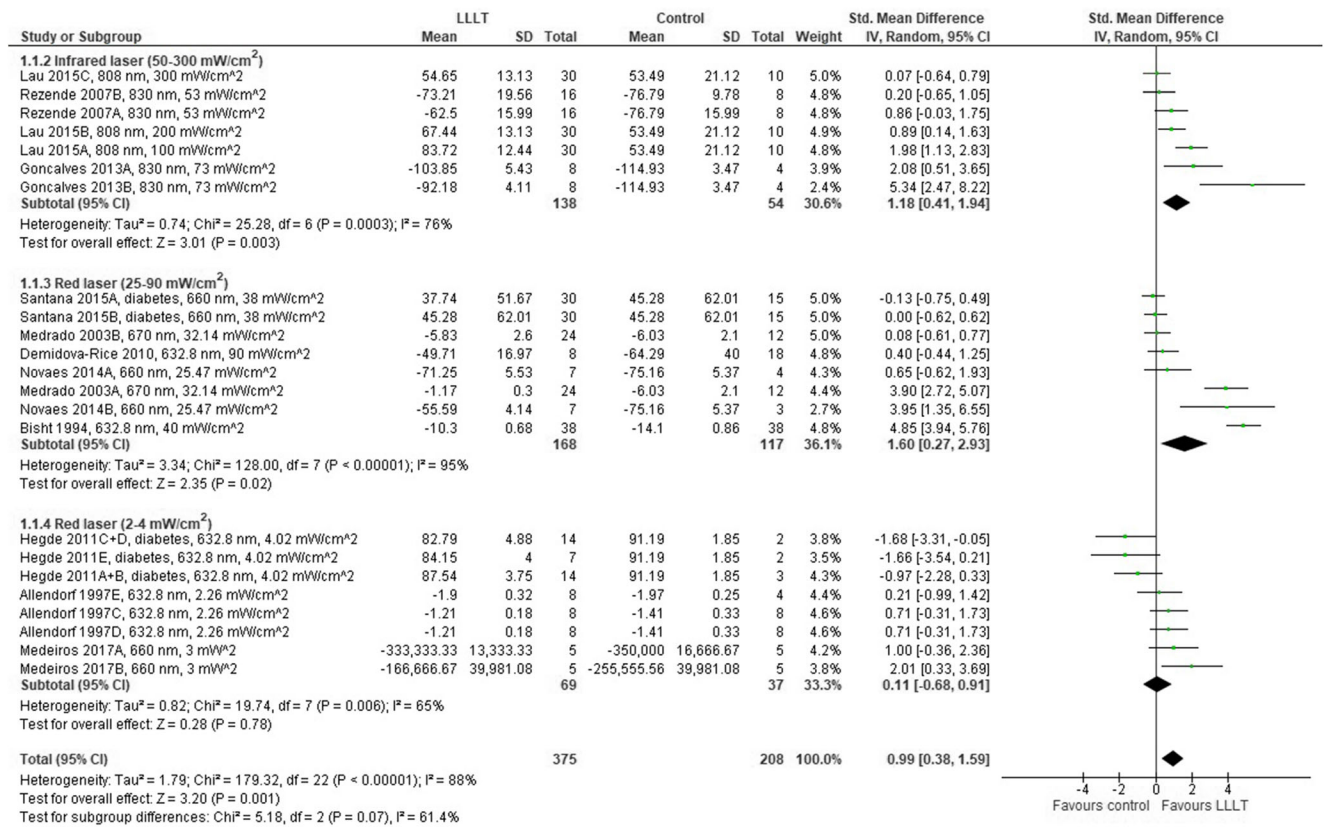 LLLT Control Std. Mean Difference Std. Mean Difference
Study or Subgroup Mean SD Total Mean SD Total Weight IV, Random, 95% CI IV, Random, 95% CI
1.1.2 Infrared laser (50-300 mW/cm²)
Lau 2015C, 808 nm, 300 mW/cm^2 54.65 13.13 30 53.49 21.12 10 5.0% 0.07 [-0.64, 0.79]
Rezende 2007B, 830 nm, 53 mW/cm^2 -73.21 19.56 16 -76.79 9.78 8 4.8% 0.20 [-0.65, 1.05]
Rezende 2007A, 830 nm, 53 mW/cm^2 -62.5 15.99 16 -76.79 15.99 8 4.8% 0.86 [-0.03, 1.75]
Lau 2015B, 808 nm, 200 mW/cm^2 67.44 13.13 30 53.49 21.12 10 4.9% 0.89 [0.14, 1.63]
Lau 2015A, 808 nm, 100 mW/cm^2 83.72 12.44 30 53.49 21.12 10 4.8% 1.98 [1.13, 2.83]
Goncalves 2013A, 830 nm, 73 mW/cm^2 -103.85 5.43 8 -114.93 3.47 4 3.9% 2.08 [0.51, 3.65]
Goncalves 2013B, 830 nm, 73 mW/cm^2 -92.18 4.11 8 -114.93 3.47 4 2.4% 5.34 [2.47, 8.22]
Subtotal (95% CI) 138 54 30.6% 1.18 [0.41, 1.94]
Heterogeneity: Tau² = 0.74; Chi² = 25.28, df = 6 (P = 0.0003); I² = 76%
Test for overall effect: Z = 3.01 (P = 0.003)
1.1.3 Red laser (25-90 mW/cm²)
Santana 2015A, diabetes, 660 nm, 38 mW/cm^2 37.74 51.67 30 45.28 62.01 15 5.0% -0.13 [-0.75, 0.49]
Santana 2015B, diabetes, 660 nm, 38 mW/cm^2 45.28 62.01 30 45.28 62.01 15 5.0% 0.00 [-0.62, 0.62]
Medrado 2003B, 670 nm, 32.14 mW/cm^2 -5.83 2.6 24 -6.03 2.1 12 5.0% 0.08 [-0.61, 0.77]
Demidova-Rice 2010, 632.8 nm, 90 mW/cm^2 -49.71 16.97 8 -64.29 40 18 4.8% 0.40 [-0.44, 1.25]
Novaes 2014A, 660 nm, 25.47 mW/cm^2 -71.25 5.53 7 -75.16 5.37 4 4.3% 0.65 [-0.62, 1.93]
Medrado 2003A, 670 nm, 32.14 mW/cm^2 -1.17 0.3 24 -6.03 2.1 12 4.4% 3.90 [2.72, 5.07]
Novaes 2014B, 660 nm, 25.47 mW/cm^2 -55.59 4.14 7 -75.16 5.37 3 2.7% 3.95 [1.35, 6.55]
Bisht 1994, 632.8 nm, 40 mW/cm^2 -10.3 0.68 38 -14.1 0.86 38 4.8% 4.85 [3.94, 5.76]
Subtotal (95% CI) 168 117 36.1% 1.60 [0.27, 2.93]
Heterogeneity: Tau² = 3.34; Chi² = 128.00, df = 7 (P < 0.00001); I² = 95%
Test for overall effect: Z = 2.35 (P = 0.02)
1.1.4 Red laser (2-4 mW/cm²)
Hegde 2011C+D, diabetes, 632.8 nm, 4.02 mW/cm^2 82.79 4.88 14 91.19 1.85 2 3.8% -1.68 [-3.31, -0.05]
Hegde 2011E, diabetes, 632.8 nm, 4.02 mW/cm^2 84.15 4 7 91.19 1.85 2 3.5% -1.66 [-3.54, 0.21]
Hegde 2011A+B, diabetes, 632.8 nm, 4.02 mW/cm^2 87.54 3.75 14 91.19 1.85 3 4.3% -0.97 [-2.28, 0.33]
Allendorf 1997E, 632.8 nm, 2.26 mW/cm^2 -1.9 0.32 8 -1.97 0.25 4 4.4% 0.21 [-0.99, 1.42]
Allendorf 1997C, 632.8 nm, 2.26 mW/cm^2 -1.21 0.18 8 -1.41 0.33 8 4.6% 0.71 [-0.31, 1.73]
Allendorf 1997D, 632.8 nm, 2.26 mW/cm^2 -1.21 0.18 8 -1.41 0.33 8 4.6% 0.71 [-0.31, 1.73]
Medeiros 2017A, 660 nm, 3 mW^2 -333,333.33 13,333.33 5 -350,000 16,666.67 5 4.2% 1.00 [-0.36, 2.36]
Medeiros 2017B, 660 nm, 3 mW^2 -166,666.67 39,981.08 5 -255,555.56 39,981.08 5 3.8% 2.01 [0.33, 3.69]
Subtotal (95% CI) 69 37 33.3% 0.11 [-0.68, 0.91]
Heterogeneity: Tau² = 0.82; Chi² = 19.74, df = 7 (P = 0.006); I² = 65%
Test for overall effect: Z = 0.28 (P = 0.78)
Total (95% CI) 375 208 100.0% 0.99 [0.38, 1.59]
Heterogeneity: Tau² = 1.79; Chi² = 179.32, df = 22 (P < 0.00001); I² = 88%
Test for overall effect: Z = 3.20 (P = 0.001)
Test for subgroup differences: Chi² = 5.18, df = 2 (P = 0.07), I² = 61.4%
-4 -2 0 2 4
Favours control Favours LLLT